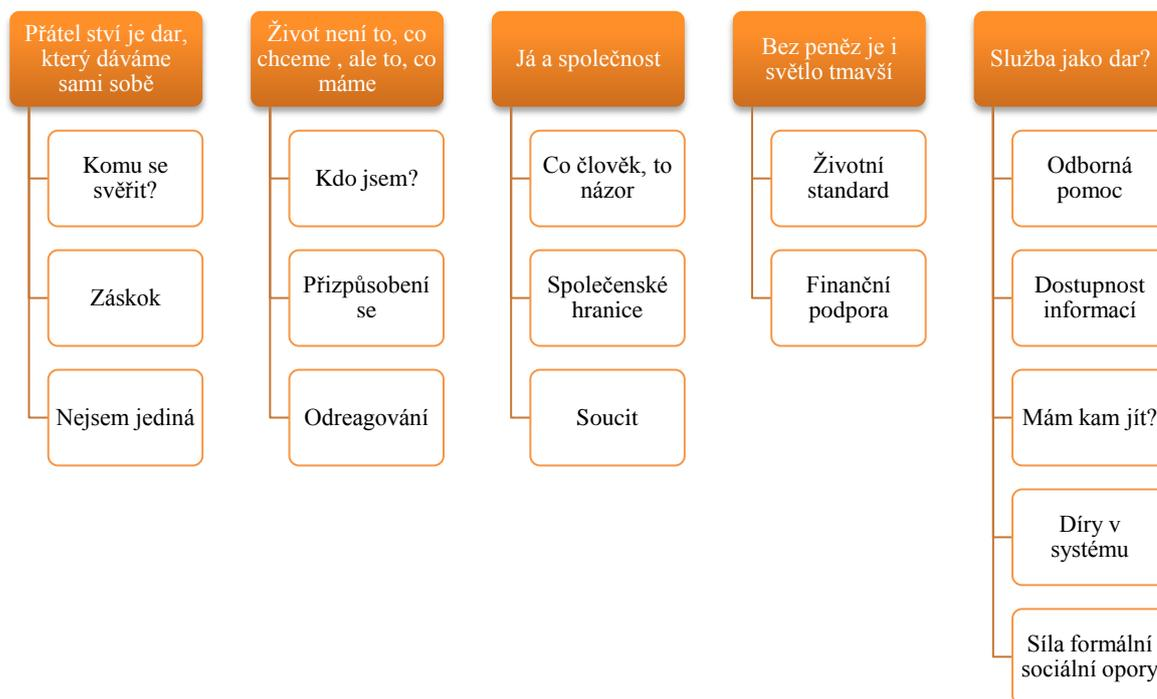 Přátel ství je dar,
který dáváme
sami sobě
Komu se
svěřit?
Záskok
Nejsem jediná
Život není to, co
chceme , ale to, co
máme
Kdo jsem?
Přizpůsobení
se
Odreagování
Já a společnost
Co člověk, to
názor
Společenské
hranice
Soucit
Bez peněz je i
světlo tmavší
Životní
standard
Finanční
podpora
Služba jako dar?
Odborná
pomoc
Dostupnost
informací
Mám kam jít?
Díry v
systému
Síla formální
sociální opory